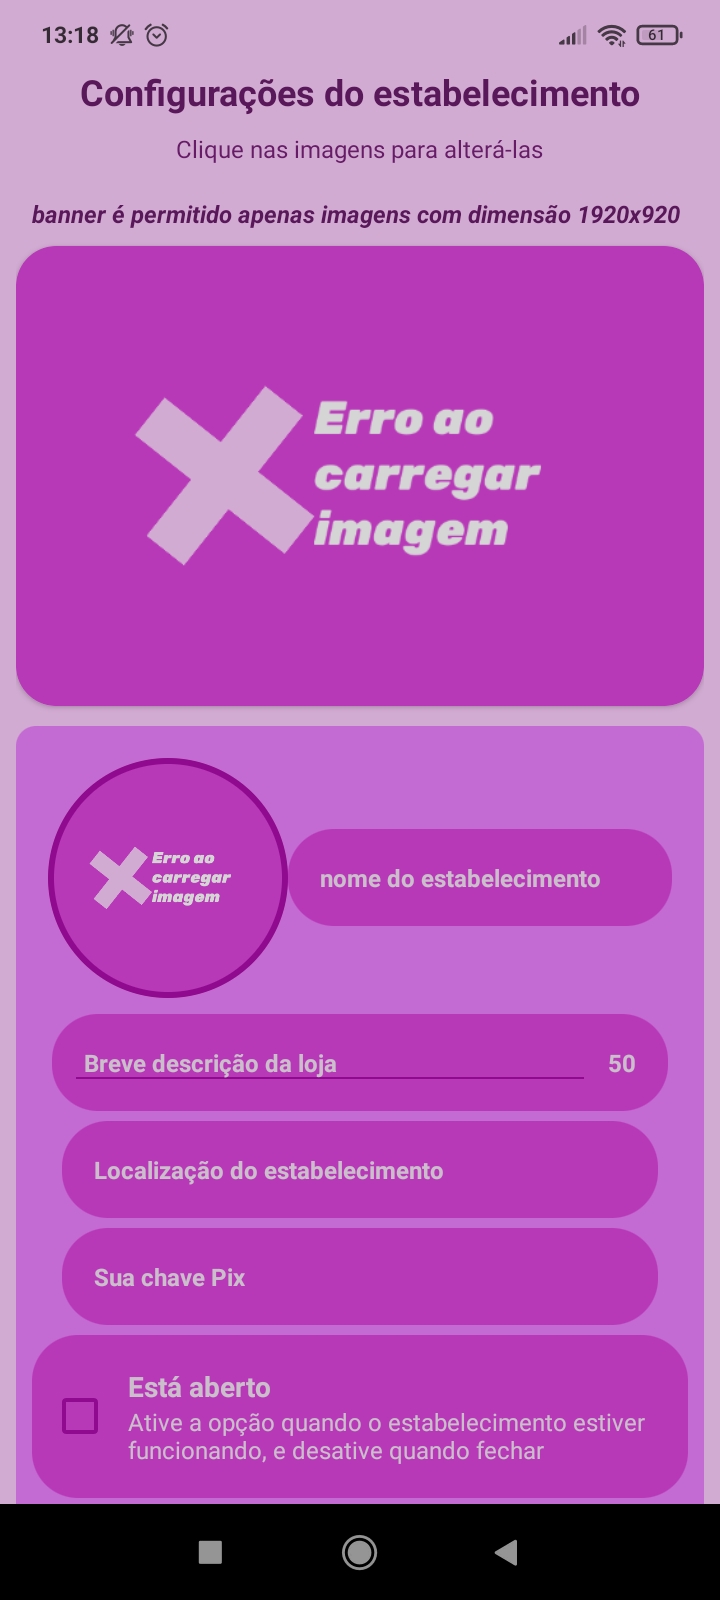 13:18
61
Configurações do estabelecimento
Clique nas imagens para alterá-las
banner é permitido apenas imagens com dimensão 1920x920
Erro ao
carregar
imagem
Erro ao
carregar
imagem
nome do estabelecimento
Breve descrição da loja 50
Localização do estabelecimento
Sua chave Pix
Está aberto
Ative a opção quando o estabelecimento estiver
funcionando, e desative quando fechar